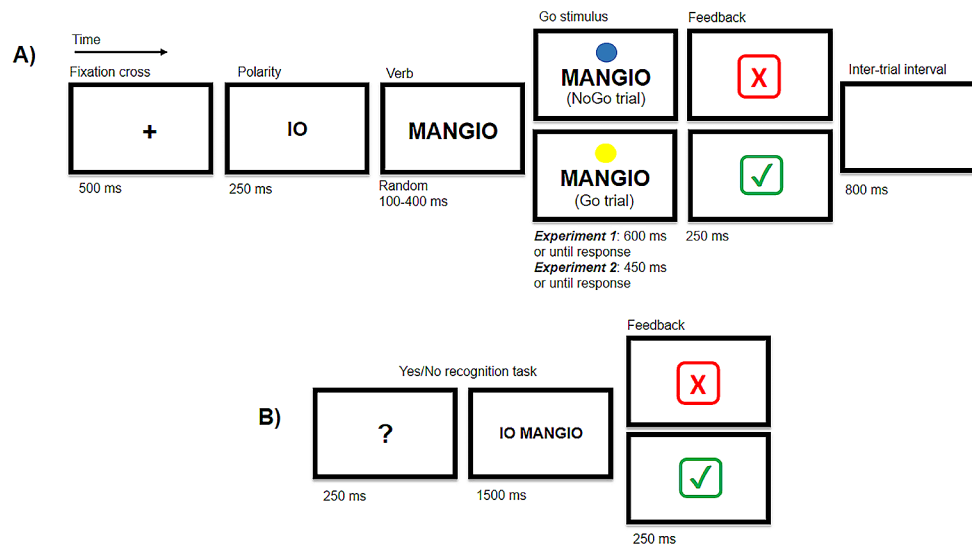 A)
Time
Fixation cross
+
500 ms
Polarity
IO
250 ms
Verb
MANGIO
Random
100-400 ms
Go stimulus
MANGIO
(NoGo trial)
MANGIO
(Go trial)
Experiment 1: 600 ms
or until response
Experiment 2: 450 ms
or until response
Feedback
X
✓
250 ms
Inter-trial interval
800 ms
B)
Yes/No recognition task
?
250 ms
IO MANGIO
1500 ms
Feedback
X
✓
250 ms